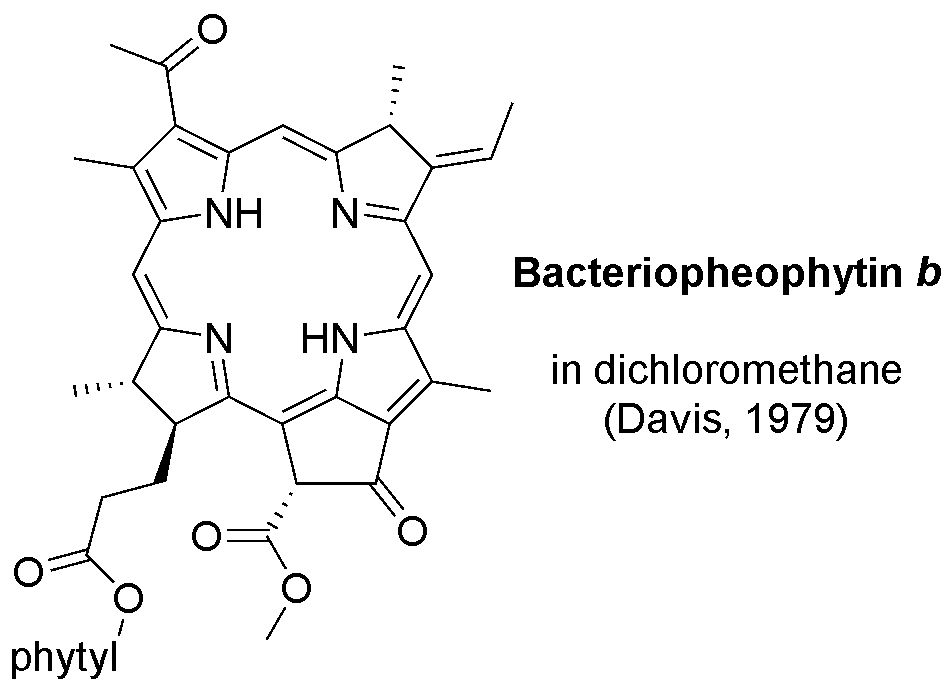 O
NH
N
N
HN
O
O
O
O
O
phytyl
Bacteriopheophytin b
in dichloromethane
(Davis, 1979)